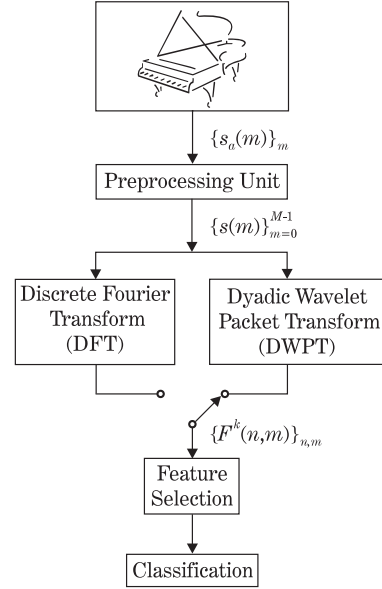 {s_a(m)}_m
Preprocessing Unit
{s(m)}_{m=0}^{M-1}
Discrete Fourier
Transform
(DFT)
Dyadic Wavelet
Packet Transform
(DWPT)
{F^k(n,m)}_{n,m}
Feature
Selection
Classification